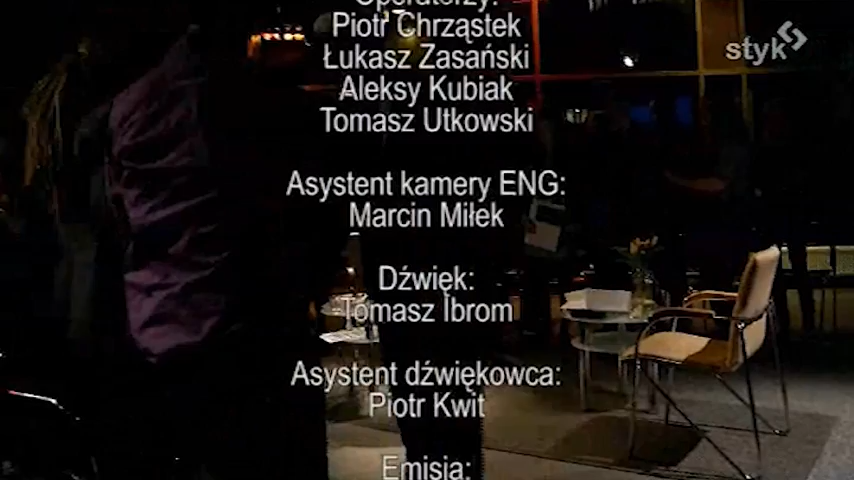 Operatorzy:
Piotr Chrząstek
Łukasz Zasański
Aleksy Kubiak
Tomasz Utkowski
Asystent kamery ENG:
Marcin Miłek
Dźwięk:
Tomasz Ibrom
Asystent dźwiękowca:
Piotr Kwit
Emisja:
styk